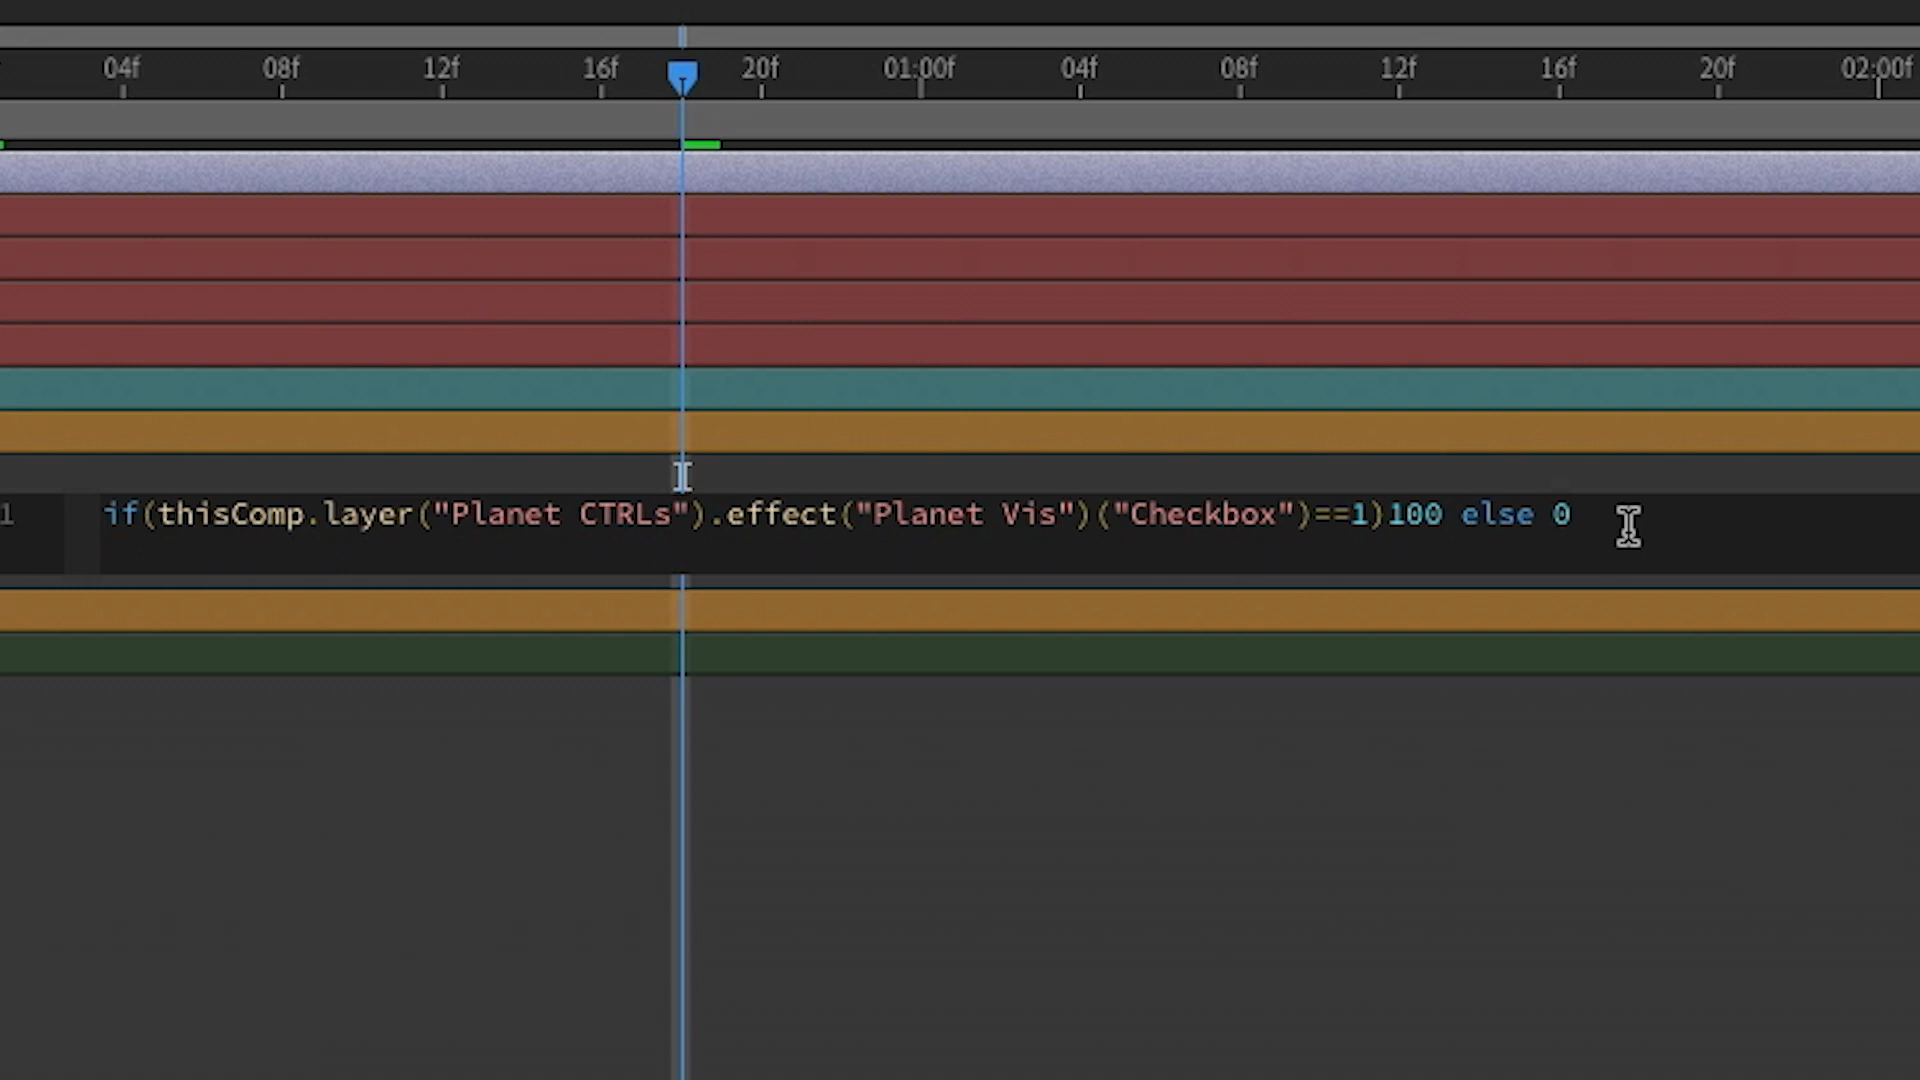 04f 08f 12f 16f 20f 01:00f 04f 08f 12f 16f 20f 02:00f
1 if(thisComp.layer("Planet CTRLs").effect("Planet Vis")("Checkbox")==1)100 else 0